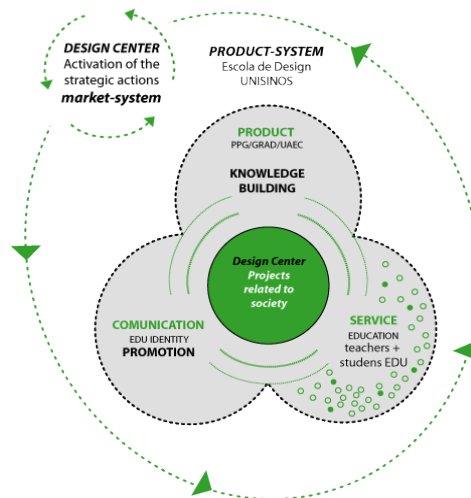 DESIGN CENTER
Activation of the
strategic actions
market-system
PRODUCT-SYSTEM
Escola de Design
UNISINOS
PRODUCT
PPG/GRAD/UAEC
KNOWLEDGE
BUILDING
Design Center
Projects
related to
society
COMUNICATION
EDU IDENTITY
PROMOTION
SERVICE
EDUCATION
teachers +
studens EDU